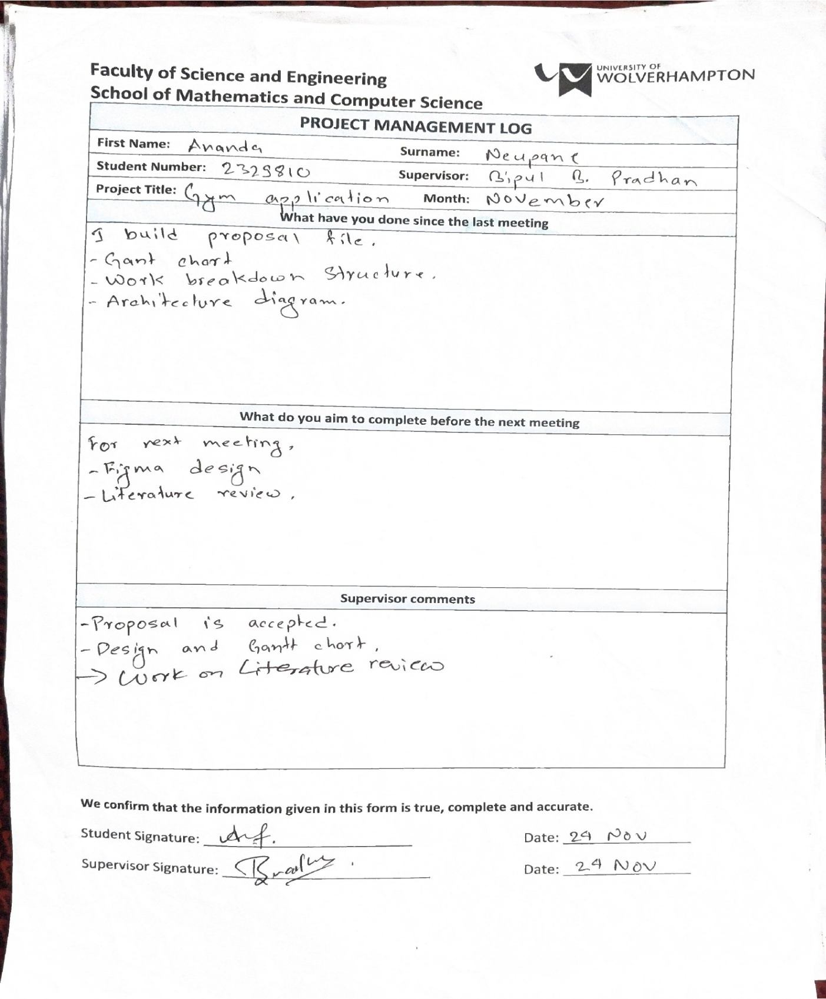 Faculty of Science and Engineering
School of Mathematics and Computer Science
UNIVERSITY OF
WOLVERHAMPTON
PROJECT MANAGEMENT LOG
First Name: Ananda Surname: Neupane
Student Number: 2329810 Supervisor: Bipul B. Pradhan
Project Title: Gym application Month: November
What have you done since the last meeting
I build proposal file.
- Gant chart
- Work breakdown structure.
- Architecture diagram.
What do you aim to complete before the next meeting
For next meeting,
- Figma design
- Literature review.
Supervisor comments
- Proposal is accepted.
- Design and Gantt chart,
→ Work on Literature review
We confirm that the information given in this form is true, complete and accurate.
Student Signature: Date: 24 Nov
Supervisor Signature: Date: 24 NOV